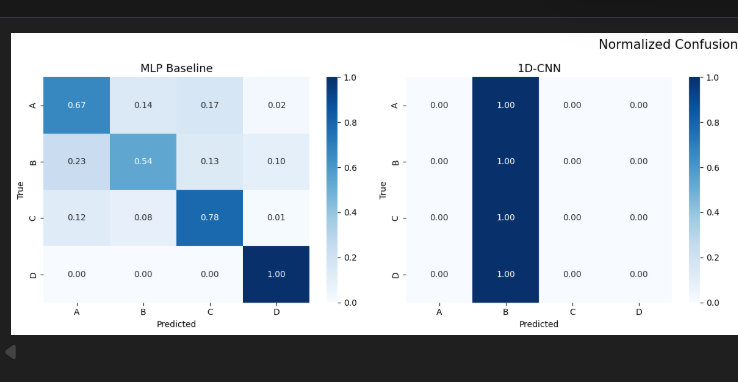 Normalized Confusion
MLP Baseline
1D-CNN
A 0.67 0.14 0.17 0.02
B 0.23 0.54 0.13 0.10
C 0.12 0.08 0.78 0.01
D 0.00 0.00 0.00 1.00
A B C D
Predicted
True
1.0
0.8
0.6
0.4
0.2
0.0
A 0.00 1.00 0.00 0.00
B 0.00 1.00 0.00 0.00
C 0.00 1.00 0.00 0.00
D 0.00 1.00 0.00 0.00
A B C D
Predicted
True
1.0
0.8
0.6
0.4
0.2
0.0